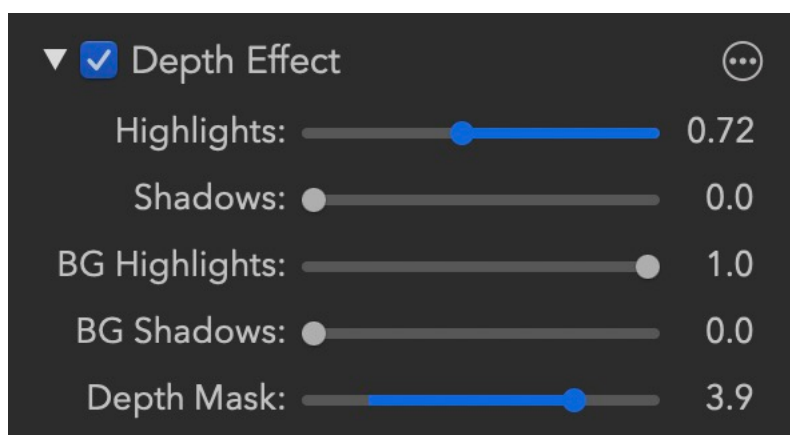 Depth Effect
Highlights: 0.72
Shadows: 0.0
BG Highlights: 1.0
BG Shadows: 0.0
Depth Mask: 3.9